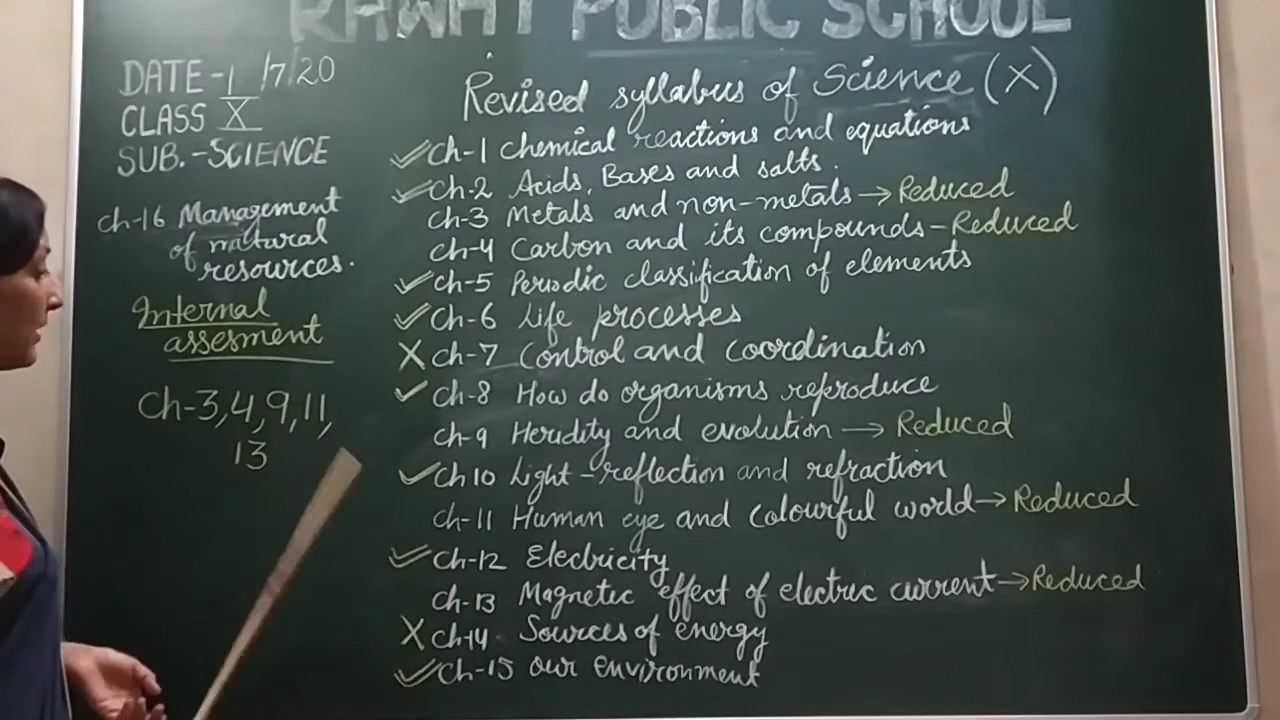 RAWAT PUBLIC SCHOOL
DATE - 1/7/20
CLASS X
SUB. - SCIENCE
ch-16 Management
of natural
resources.
Internal
assesment
Ch-3,4,9,11,
13
Revised syllabus of Science (X)
✓ ch-1 Chemical reactions and equations
✓ ch-2 Acids, Bases and salts.
ch-3 Metals and non-metals → Reduced
ch-4 Carbon and its compounds - Reduced
✓ ch-5 Periodic classification of elements
✓ ch-6 Life processes
X ch-7 Control and coordination
✓ ch-8 How do organisms reproduce
ch-9 Heridity and evolution → Reduced
✓ Ch 10 Light - reflection and refraction
ch-11 Human eye and colourful world → Reduced
✓ ch-12 Electricity
ch-13 Magnetic effect of electric current → Reduced
X ch-14 Sources of energy
✓ ch-15 Our environment